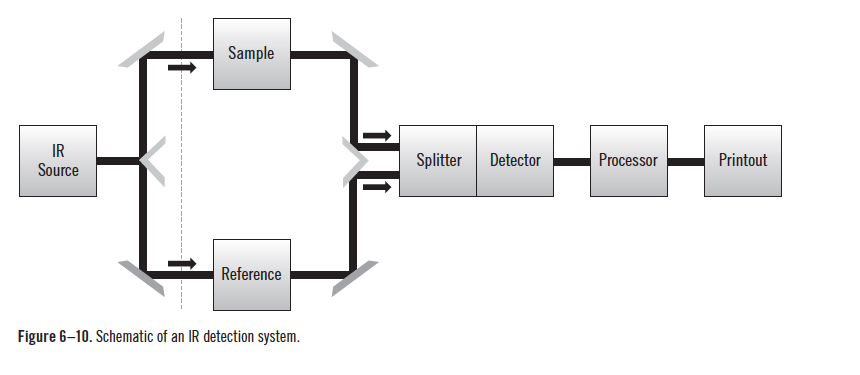 Sample
IR
Source
Splitter
Detector
Processor
Printout
Reference
Figure 6–10. Schematic of an IR detection system.